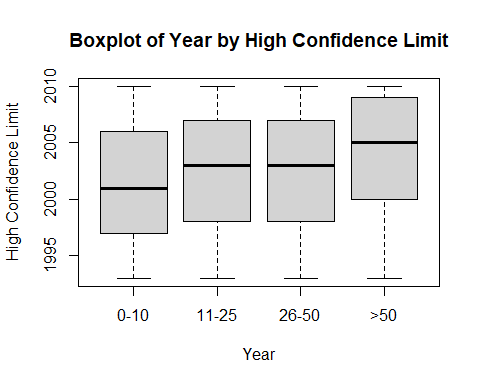 Boxplot of Year by High Confidence Limit
High Confidence Limit
2010
2005
2000
1995
0-10
11-25
26-50
>50
Year